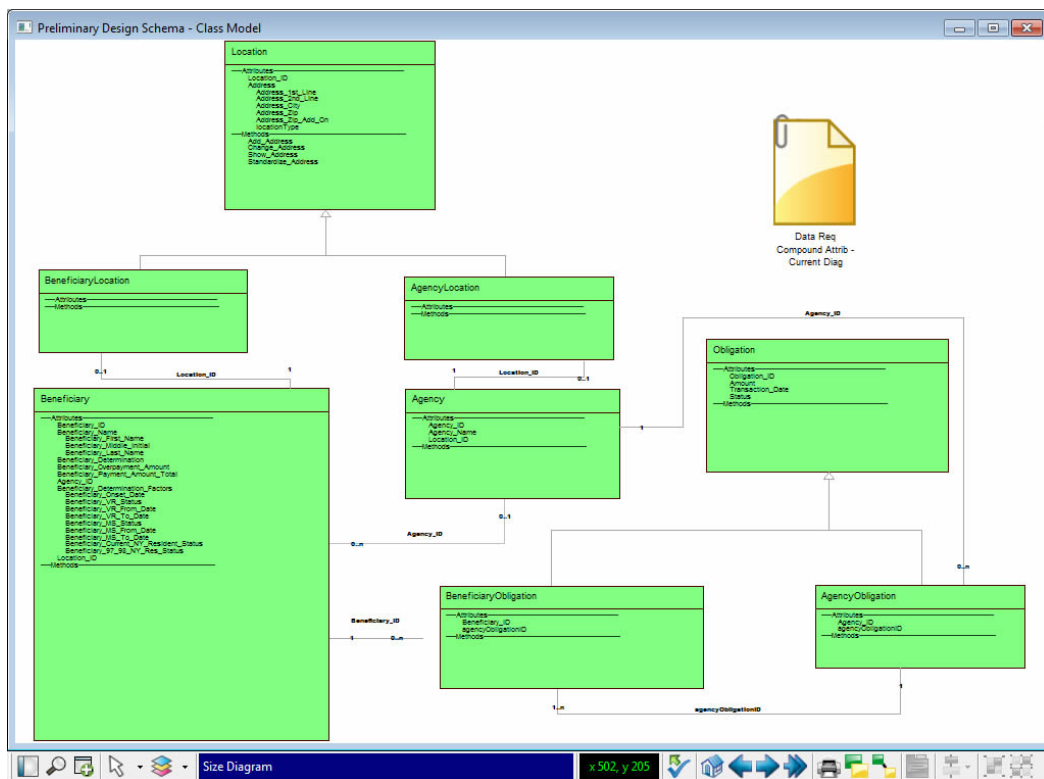 Preliminary Design Schema - Class Model
Location
Attributes
Location_ID
Address
Address_1st_Line
Address_2nd_Line
Address_City
Address_Zip
Address_Zip_Add_On
locationType
Methods
Add_Address
Change_Address
Show_Address
Standardize_Address
Data Req
Compound Attrib -
Current Diag
BeneficiaryLocation
Attributes
Methods
AgencyLocation
Attributes
Methods
Agency_ID
Obligation
Attributes
Obligation_ID
Amount
Transaction_Date
Status
Methods
0..1
Location_ID
1
1
Location_ID
0..1
Beneficiary
Attributes
Beneficiary_ID
Beneficiary_Name
Beneficiary_First_Name
Beneficiary_Middle_Initial
Beneficiary_Last_Name
Beneficiary_Determination
Beneficiary_Overpayment_Amount
Beneficiary_Payment_Amount_Total
Agency_ID
Beneficiary_Determination_Factors
Beneficiary_Onset_Date
Beneficiary_VR_Status
Beneficiary_VR_From_Date
Beneficiary_VR_To_Date
Beneficiary_MS_Status
Beneficiary_MS_From_Date
Beneficiary_MS_To_Date
Beneficiary_Current_NY_Resident_Status
Beneficiary_97_98_NY_Res_Status
Location_ID
Methods
Agency
Attributes
Agency_ID
Agency_Name
Location_ID
Methods
1
0..1
Agency_ID
0..n
Beneficiary_ID
1
0..n
0..n
BeneficiaryObligation
Attributes
Beneficiary_ID
agencyObligationID
Methods
AgencyObligation
Attributes
Agency_ID
agencyObligationID
Methods
1..n
agencyObligationID
1
Size Diagram
x 502, y 205